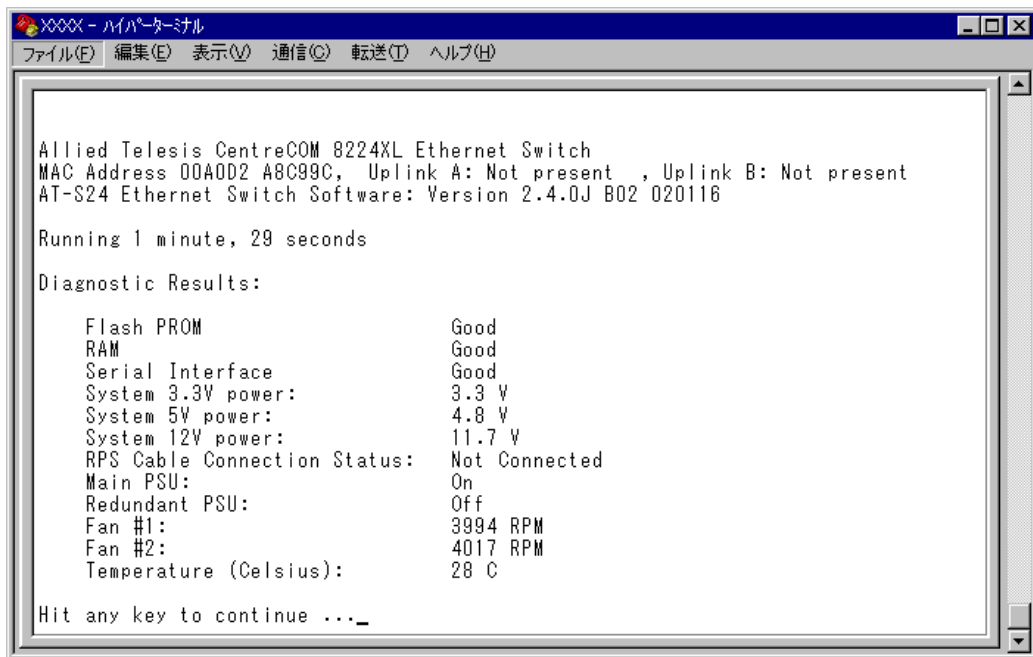 XXXX - ハイパーターミナル
ファイル(F) 編集(E) 表示(V) 通信(C) 転送(T) ヘルプ(H)
Allied Telesis CentreCOM 8224XL Ethernet Switch
MAC Address 00A0D2 A8C99C,  Uplink A: Not present  , Uplink B: Not present
AT-S24 Ethernet Switch Software: Version 2.4.0J B02 020116
Running 1 minute, 29 seconds
Diagnostic Results:
Flash PROM Good
RAM Good
Serial Interface Good
System 3.3V power: 3.3 V
System 5V power: 4.8 V
System 12V power: 11.7 V
RPS Cable Connection Status: Not Connected
Main PSU: On
Redundant PSU: Off
Fan #1: 3994 RPM
Fan #2: 4017 RPM
Temperature (Celsius): 28 C
Hit any key to continue ..._